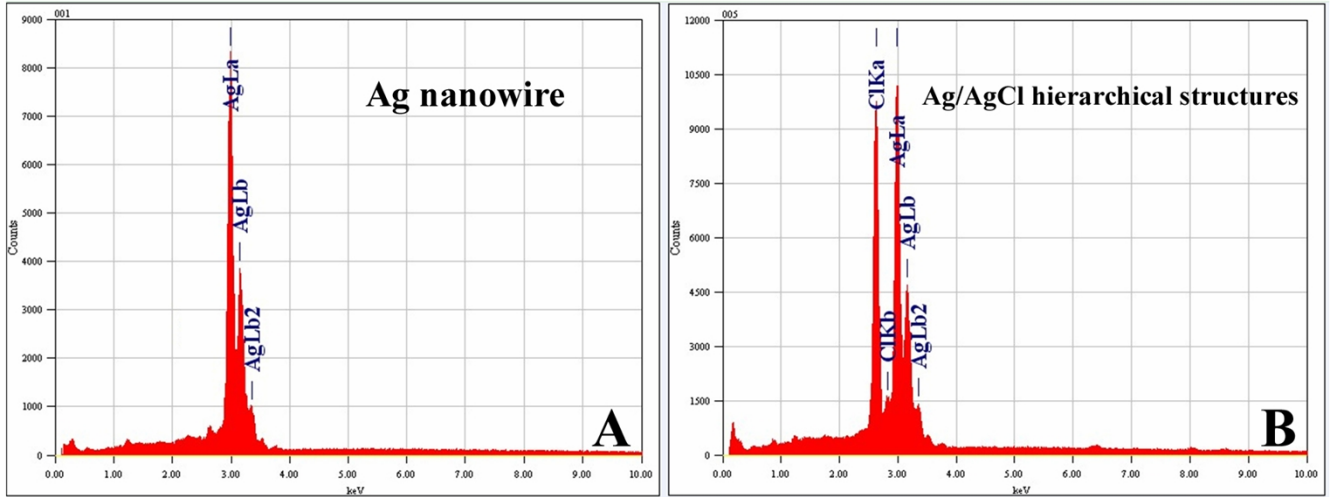 001
9000
8000
7000
6000
5000
4000
3000
2000
1000
0
Counts
AgLa
AgLb
AgLb2
Ag nanowire
A
0.00 1.00 2.00 3.00 4.00 5.00 6.00 7.00 8.00 9.00 10.00
keV
005
12000
10500
9000
7500
6000
4500
3000
1500
0
Counts
ClKa
ClKb
AgLa
AgLb
AgLb2
Ag/AgCl hierarchical structures
B
0.00 1.00 2.00 3.00 4.00 5.00 6.00 7.00 8.00 9.00 10.00
keV